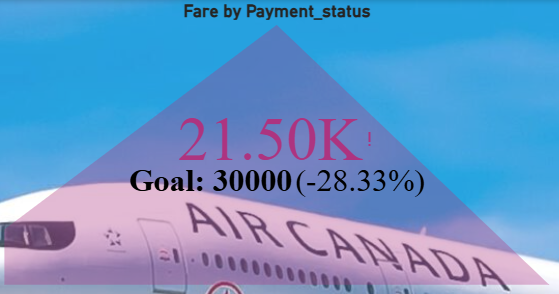 Fare by Payment_status
21.50K!
Goal: 30000 (-28.33%)
AIR CANADA